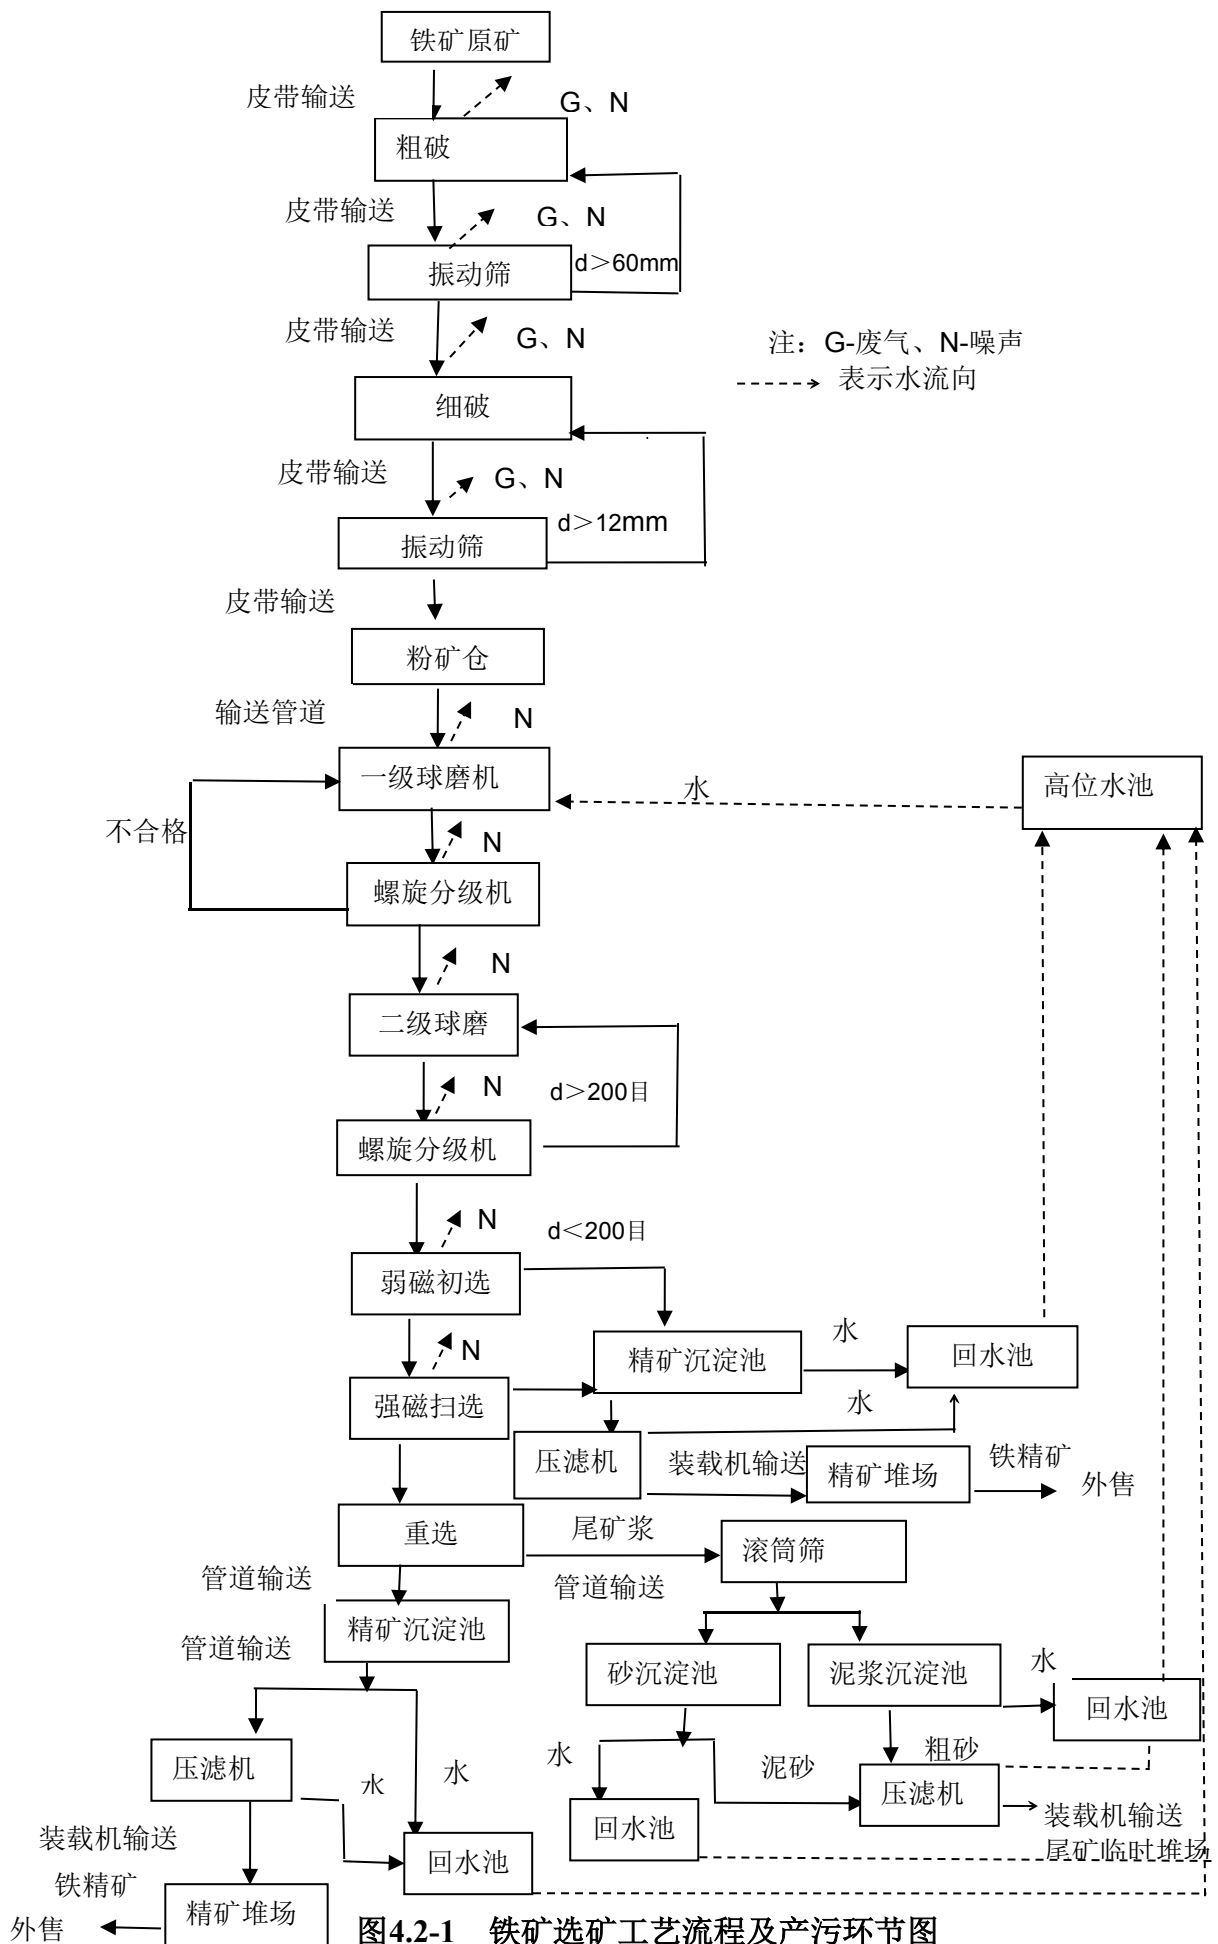 铁矿原矿
皮带输送
G、N
粗破
皮带输送
G、N
振动筛
d＞60mm
皮带输送
G、N
注：G-废气、N-噪声
表示水流向
细破
皮带输送
G、N
d＞12mm
振动筛
皮带输送
粉矿仓
输送管道
N
一级球磨机
水
高位水池
不合格
N
螺旋分级机
N
二级球磨
N
d＞200目
螺旋分级机
N
d＜200目
弱磁初选
N
精矿沉淀池
水
回水池
强磁扫选
水
压滤机
装载机输送
精矿堆场
铁精矿
外售
重选
尾矿浆
滚筒筛
管道输送
管道输送
精矿沉淀池
管道输送
砂沉淀池
泥浆沉淀池
水
回水池
压滤机
水
水
水
泥砂
粗砂
压滤机
装载机输送
回水池
装载机输送
尾矿临时堆场
回水池
铁精矿
精矿堆场
外售
图4.2-1 铁矿选矿工艺流程及产污环节图